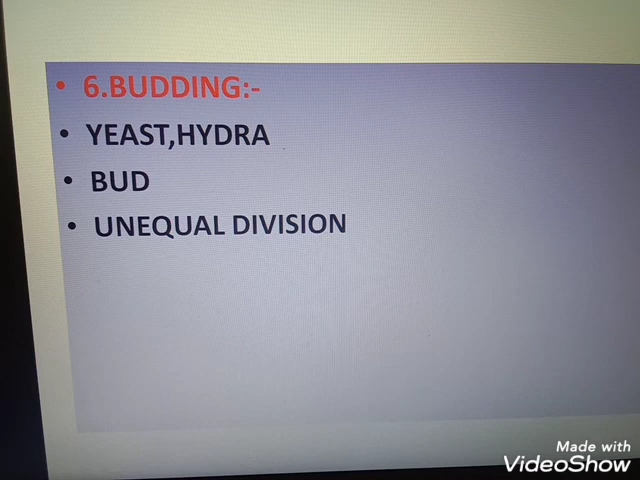 • 6.BUDDING:-
• YEAST,HYDRA
• BUD
• UNEQUAL DIVISION
Made with
VideoShow